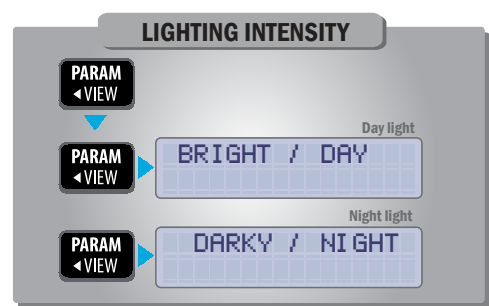 LIGHTING INTENSITY
PARAM
◄VIEW
Day light
PARAM
◄VIEW
BRIGHT / DAY
Night light
PARAM
◄VIEW
DARKY / NIGHT